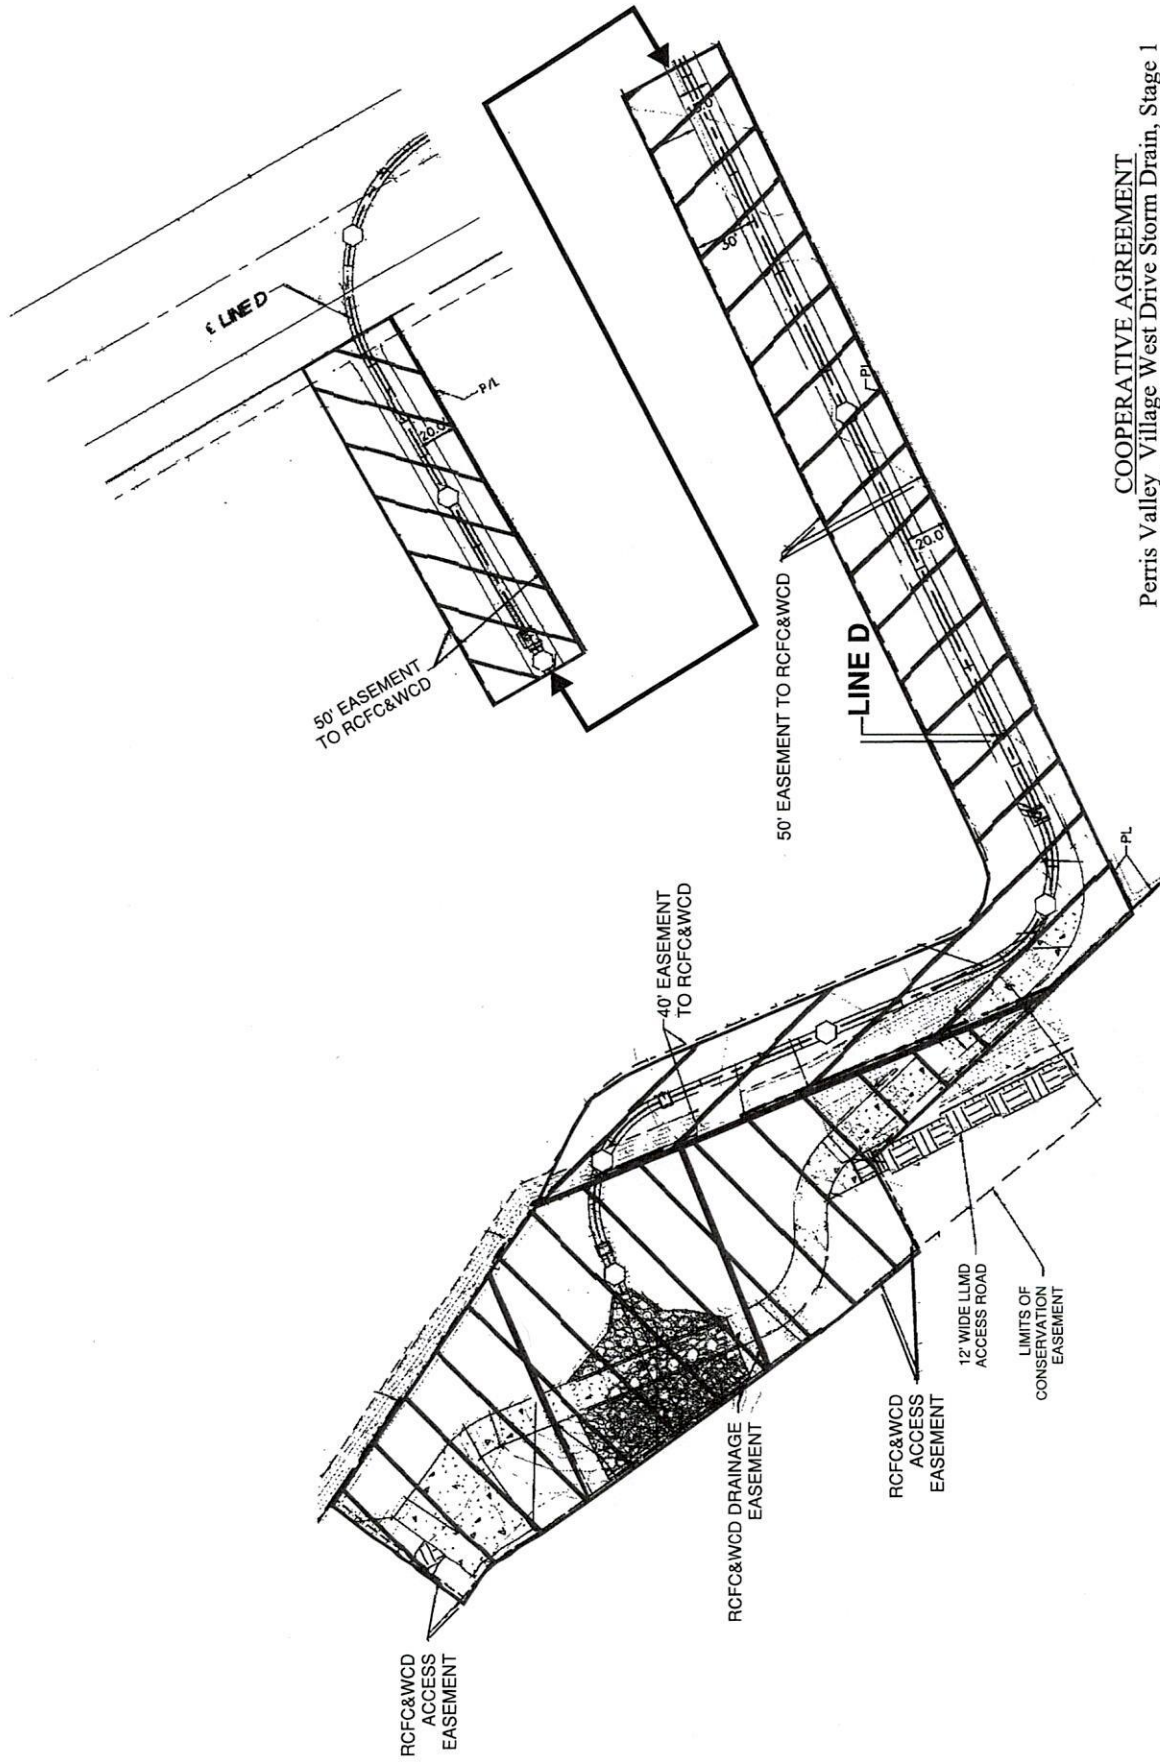 ℄ LINE D
P/L
20.0'
50' EASEMENT
TO RCFC&WCD
50'
PL
50' EASEMENT TO RCFC&WCD
20.0'
LINE D
PL
40' EASEMENT
TO RCFC&WCD
12' WIDE LLMD
ACCESS ROAD
LIMITS OF
CONSERVATION
EASEMENT
RCFC&WCD
ACCESS
EASEMENT
RCFC&WCD DRAINAGE
EASEMENT
RCFC&WCD
ACCESS
EASEMENT
COOPERATIVE AGREEMENT
Perris Valley Village West Drive Storm Drain, Stage 1